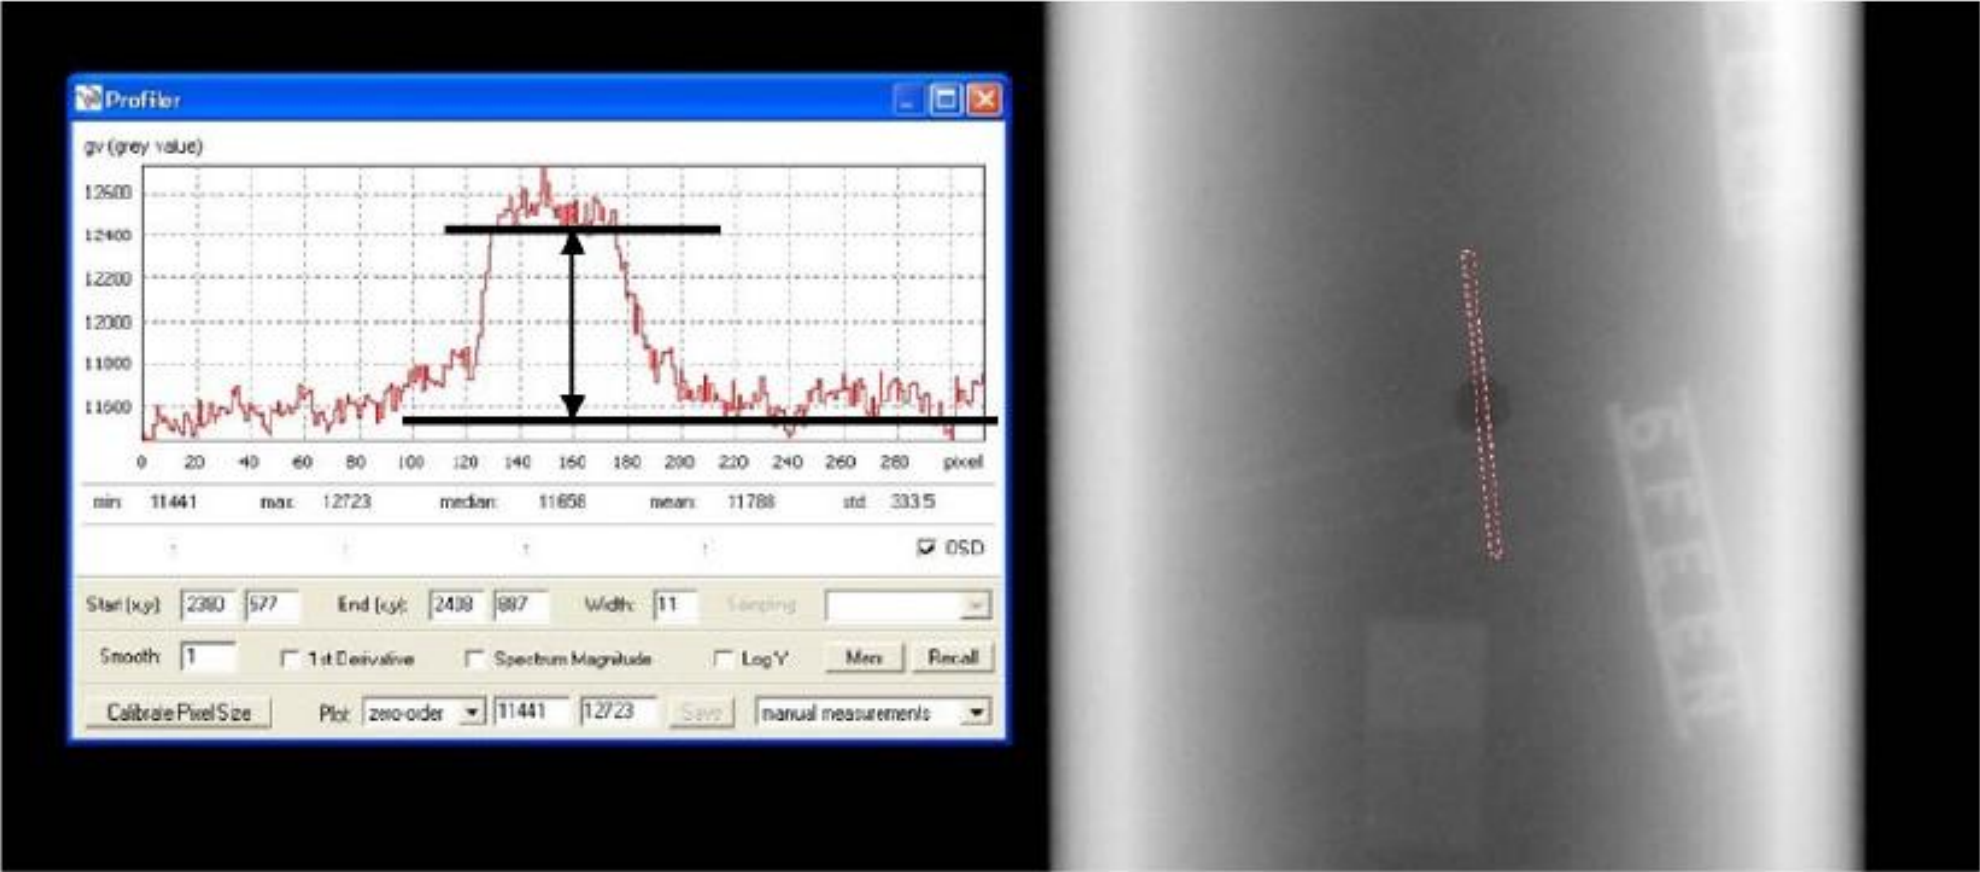 Profiler
gv (grey value)
12600
12400
12200
12000
11800
11600
0 20 40 60 80 100 120 140 160 180 200 220 240 260 280 pixel
min: 11441 max: 12723 median: 11658 mean: 11788 std: 333.5
OSD
Start (x,y): 2380 577 End (x,y): 2408 887 Width: 11 Sampling
Smooth: 1 1st Derivative Spectrum Magnitude Log Y Mem Recall
Calibrate Pixel Size Plot: zero-order 11441 12723 Save manual measurements
6FEEN